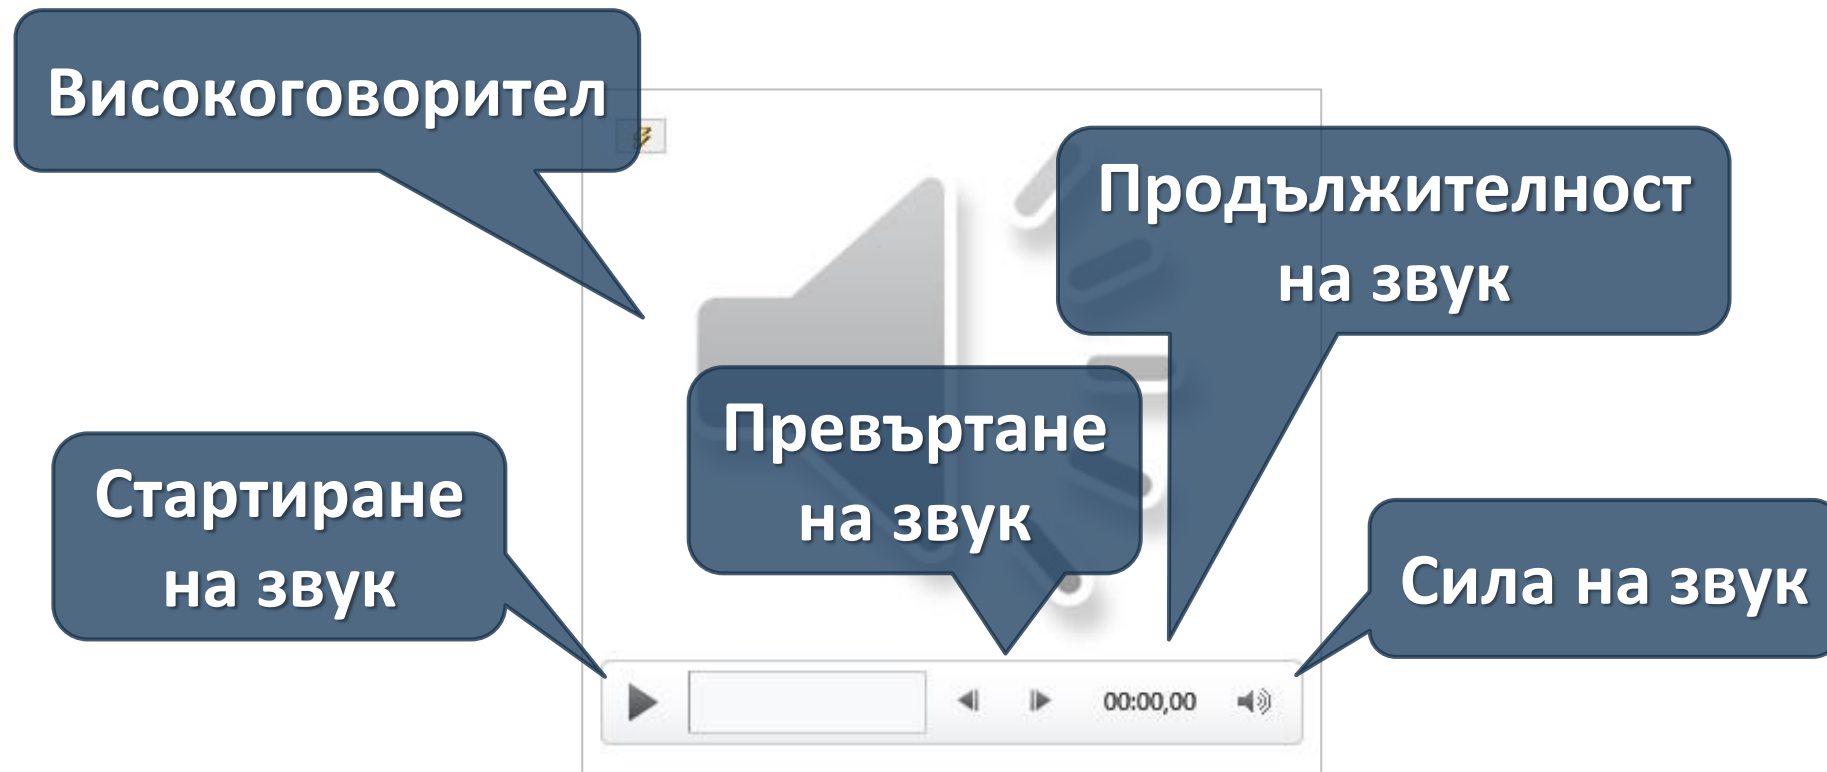 Високоговорител
Продължителност
на звук
Превъртане
на звук
Стартиране
на звук
Сила на звук
00:00,00